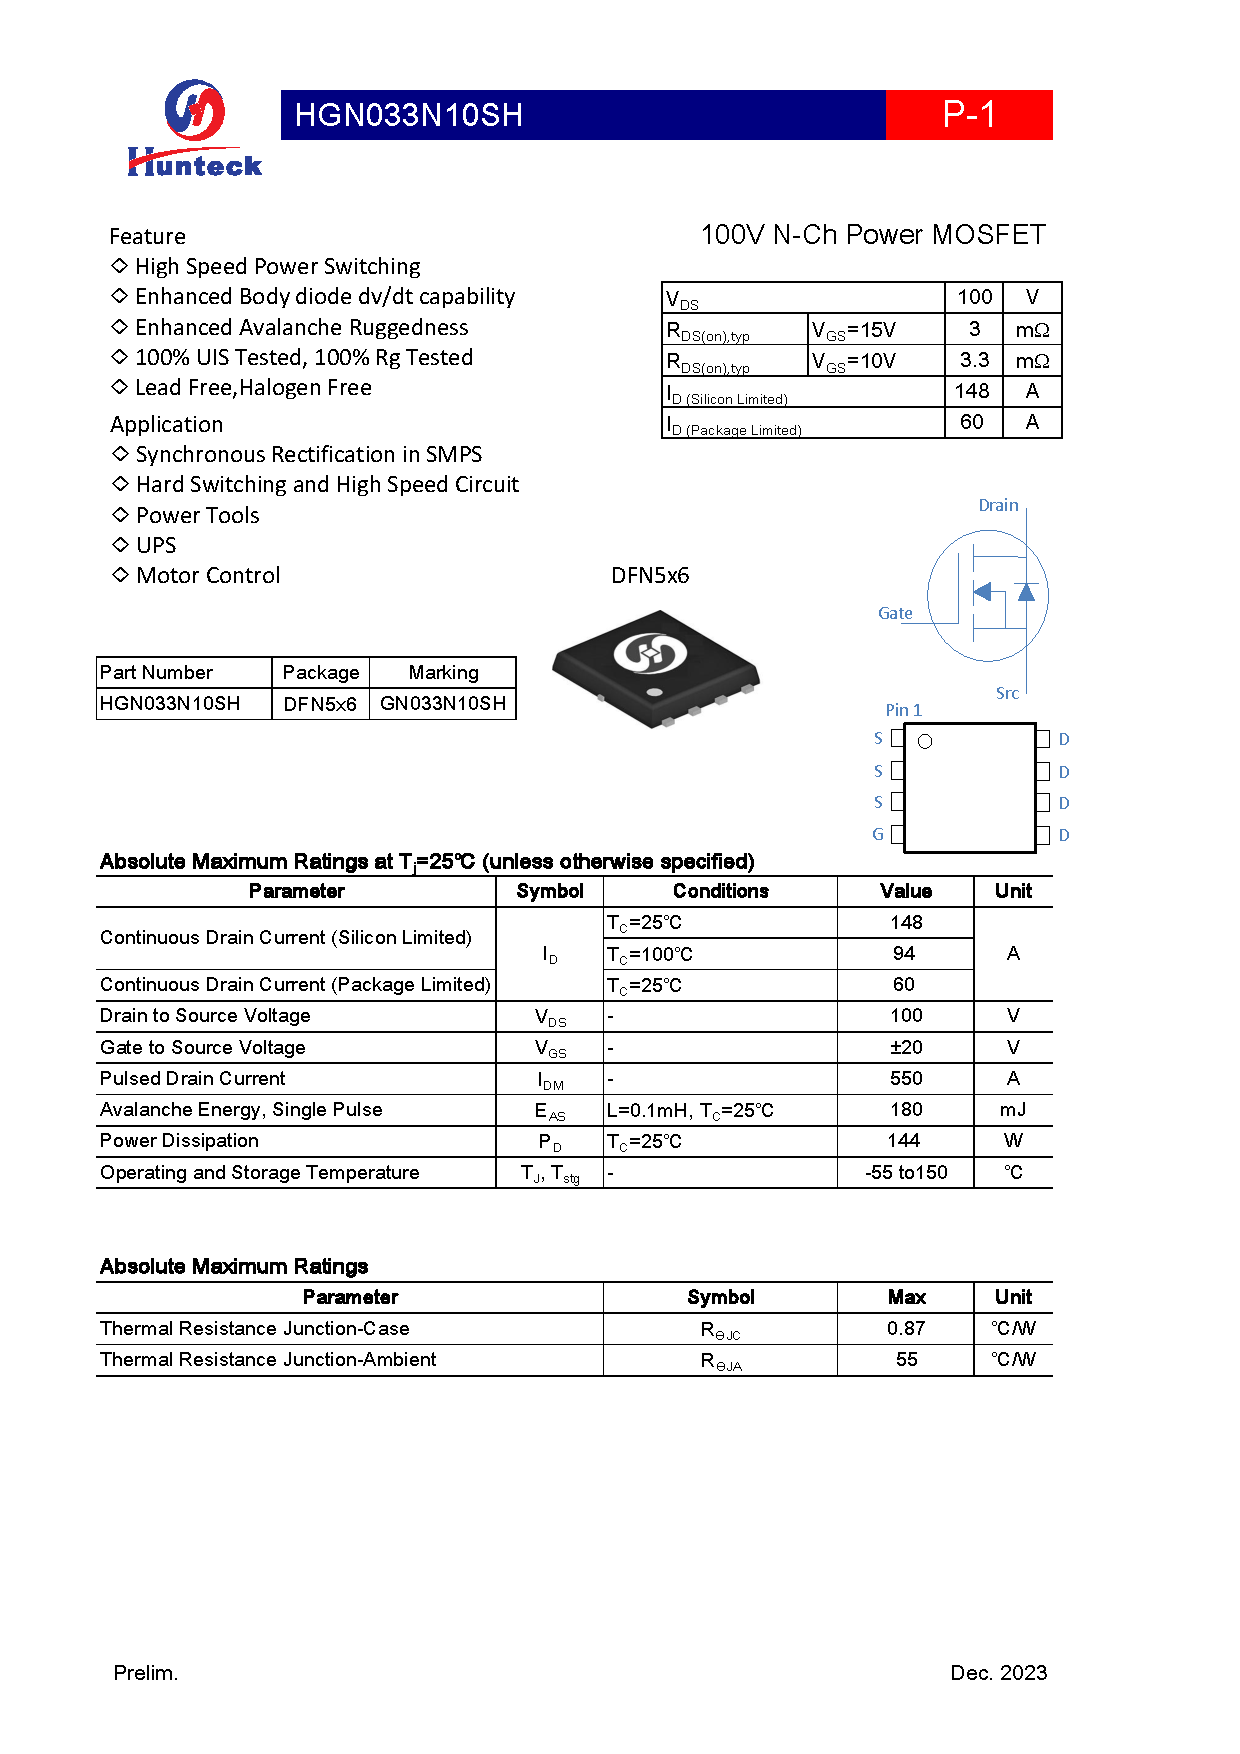 HGN033N10SH P-1
Hunteck
Feature
◇ High Speed Power Switching
◇ Enhanced Body diode dv/dt capability
◇ Enhanced Avalanche Ruggedness
◇ 100% UIS Tested, 100% Rg Tested
◇ Lead Free,Halogen Free
Application
◇ Synchronous Rectification in SMPS
◇ Hard Switching and High Speed Circuit
◇ Power Tools
◇ UPS
◇ Motor Control
100V N-Ch Power MOSFET
VDS 100 V
RDS(on),typ VGS=15V 3 mΩ
RDS(on),typ VGS=10V 3.3 mΩ
ID (Silicon Limited) 148 A
ID (Package Limited) 60 A
DFN5x6
Drain
Gate
Src
Pin 1
S D
S D
S D
G D
Part Number Package Marking
HGN033N10SH DFN5x6 GN033N10SH
Absolute Maximum Ratings at Tj=25℃ (unless otherwise specified)
Parameter Symbol Conditions Value Unit
Continuous Drain Current (Silicon Limited) ID TC=25℃ 148 A
TC=100℃ 94
Continuous Drain Current (Package Limited) TC=25℃ 60
Drain to Source Voltage VDS - 100 V
Gate to Source Voltage VGS - ±20 V
Pulsed Drain Current IDM - 550 A
Avalanche Energy, Single Pulse EAS L=0.1mH, TC=25℃ 180 mJ
Power Dissipation PD TC=25℃ 144 W
Operating and Storage Temperature TJ, Tstg - -55 to150 ℃
Absolute Maximum Ratings
Parameter Symbol Max Unit
Thermal Resistance Junction-Case RΘJC 0.87 ℃/W
Thermal Resistance Junction-Ambient RΘJA 55 ℃/W
Prelim. Dec. 2023